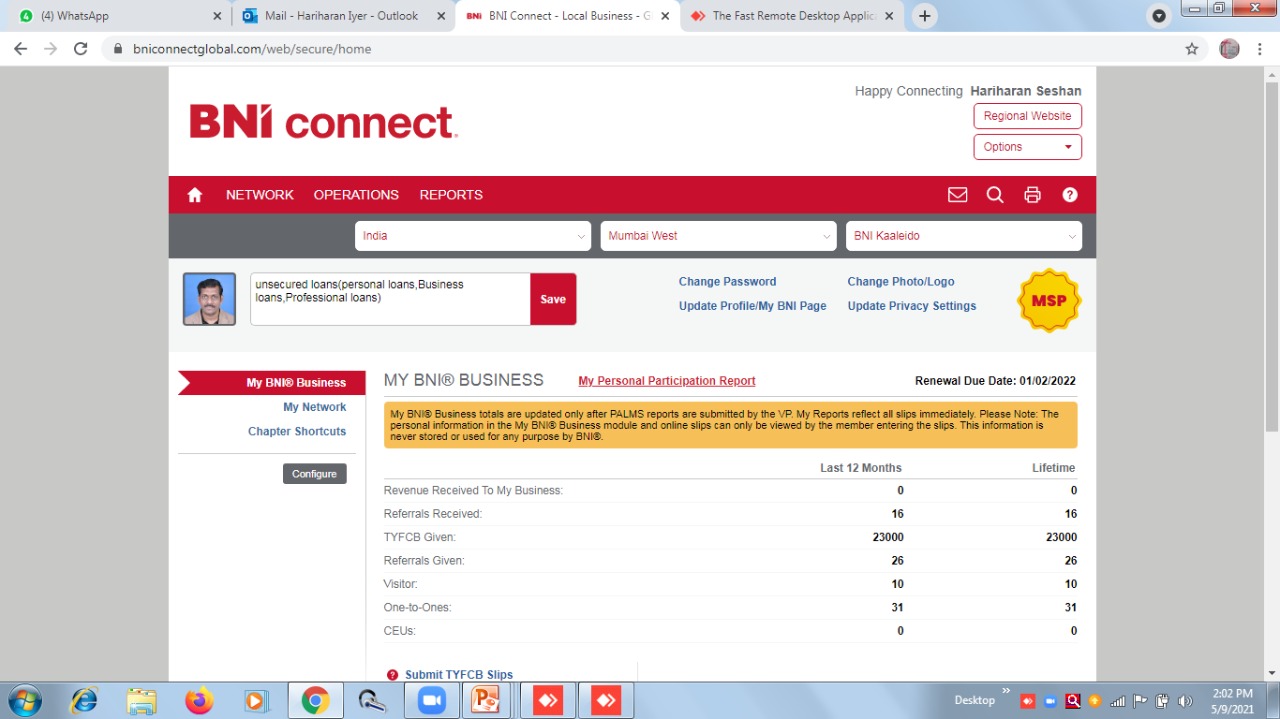 (4) WhatsApp
Mail - Hariharan Iyer - Outlook
BNI BNI Connect - Local Business - G
The Fast Remote Desktop Applic
bniconnectglobal.com/web/secure/home
Happy Connecting Hariharan Seshan
BNI connect.
Regional Website
Options
NETWORK OPERATIONS REPORTS
India
Mumbai West
BNI Kaaleido
unsecured loans(personal loans,Business
loans,Professional loans)
Save
Change Password
Change Photo/Logo
Update Profile/My BNI Page
Update Privacy Settings
MSP
My BNI® Business
My Network
Chapter Shortcuts
Configure
MY BNI® BUSINESS
My Personal Participation Report
Renewal Due Date: 01/02/2022
My BNI® Business totals are updated only after PALMS reports are submitted by the VP. My Reports reflect all slips immediately. Please Note: The
personal information in the My BNI® Business module and online slips can only be viewed by the member entering the slips. This information is
never stored or used for any purpose by BNI®.
Last 12 Months Lifetime
Revenue Received To My Business: 0 0
Referrals Received: 16 16
TYFCB Given: 23000 23000
Referrals Given: 26 26
Visitor: 10 10
One-to-Ones: 31 31
CEUs: 0 0
? Submit TYFCB Slips
Desktop
2:02 PM
5/9/2021